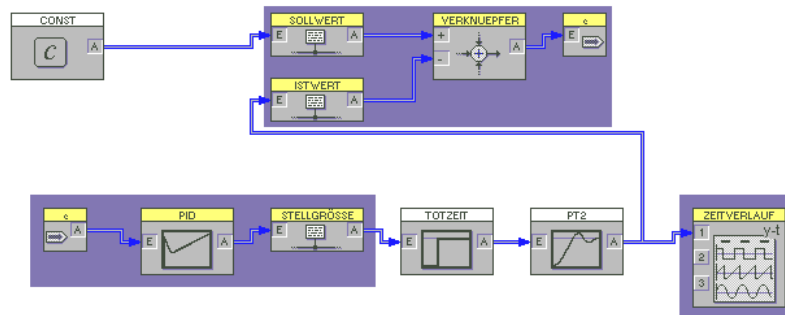 CONST
C
A
SOLLWERT
E
A
VERKNUEPFER
+
-
A
e
E
ISTWERT
E
A
e
A
PID
E
A
STELLGRÖSSE
E
A
TOTZEIT
E
A
PT2
E
A
ZEITVERLAUF
1
2
3
y-t